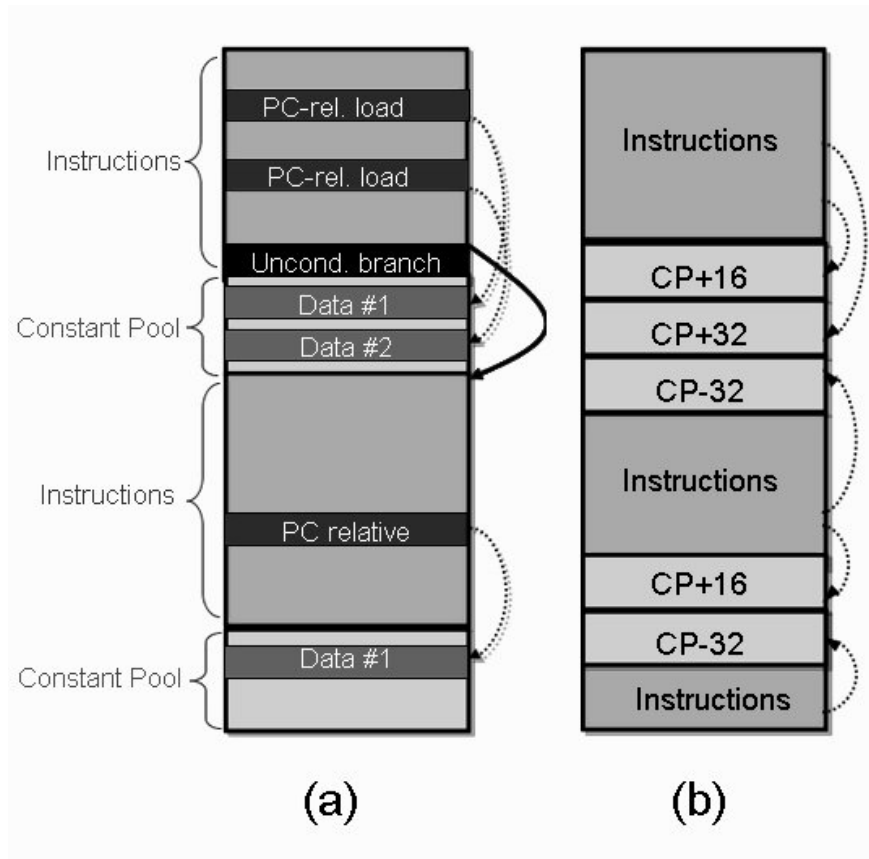 PC-rel. load
Instructions
PC-rel. load
Uncond. branch
Data #1
Constant Pool
Data #2
Instructions
PC relative
Data #1
Constant Pool
(a)
Instructions
CP+16
CP+32
CP-32
Instructions
CP+16
CP-32
Instructions
(b)